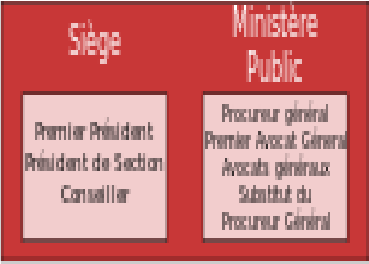 Siège
Premier Président
Président de Section
Conseiller
Ministère
Public
Procureur général
Premier Avocat Géneral
Avocats généraux
Substitut du
Procureur Général